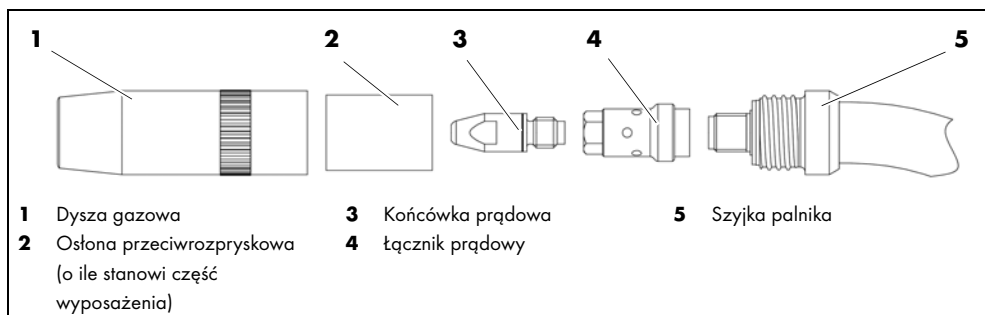 1 2 3 4 5
1 Dysza gazowa
2 Osłona przeciwrozpryskowa
(o ile stanowi część
wyposażenia)
3 Końcówka prądowa
4 Łącznik prądowy
5 Szyjka palnika